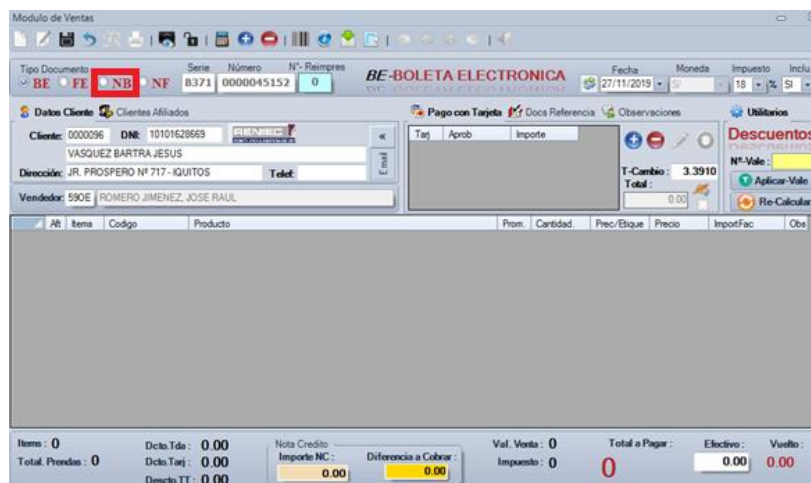 Modulo de Ventas
Tipo Documento Serie Número N°- Reimpres Fecha Moneda Impuesto Inclu
BE FE NB NF B371 0000045152 0 BE-BOLETA ELECTRONICA 27/11/2019 S/ 18 % SI
Datos Cliente Clientes Afiliados Pago con Tarjeta Docs Referencia Observaciones Utilitarios
Cliente: 0000096 DNI: 10101628669 RENIEC « Tarj Aprob Importe Descuentos
VASQUEZ BARTRA JESUS Email N°-Vale :
Dirección: JR. PROSPERO Nº 717 - IQUITOS Telef: T-Cambio : 3.3910 Aplicar-Vale
Total :
Vendedor: 590E ROMERO JIMENEZ, JOSE RAUL 0.00 Re-Calcular
Aft Items Codigo Producto Prom. Cantidad. Prec/Etique Precio ImportFac Obs
Items : 0 Dcto.Tda : 0.00 Nota Credito Val. Venta : 0 Total a Pagar : Efectivo : Vuelto :
Total. Prendas : 0 Dcto.Tarj : 0.00 Importe NC : Diferencia a Cobrar : Impuesto : 0 0 0.00 0.00
Descto.TT : 0.00 0.00 0.00